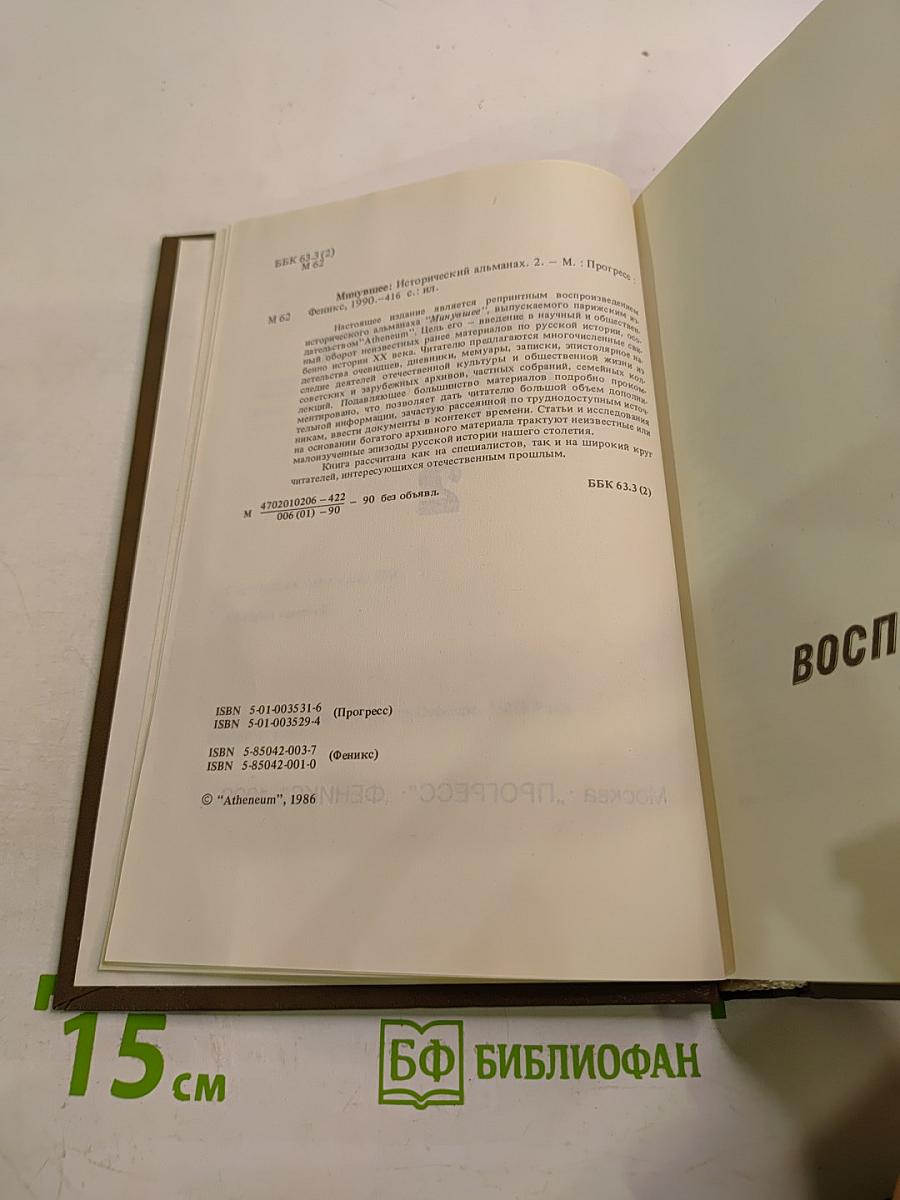 ББК 63.3(2)
М 62
Минувшее: Исторический альманах. 2. – М. : Прогресс :
М 62 Феникс, 1990.–416 с.: ил.
Настоящее издание является репринтным воспроизведением
исторического альманаха "Минувшее", выпускаемого парижским из-
дательством "Atheneum". Цель его – введение в научный и обществен-
ный оборот неизвестных ранее материалов по русской истории, осо-
бенно истории XX века. Читателю предлагаются многочисленные сви-
детельства очевидцев, дневники, мемуары, записки, эпистолярное на-
следие деятелей отечественной культуры и общественной жизни из
советских и зарубежных архивов, частных собраний, семейных кол-
лекций. Подавляющее большинство материалов подробно проком-
ментировано, что позволяет дать читателю большой объем дополни-
тельной информации, зачастую рассеянной по труднодоступным источ-
никам, ввести документы в контекст времени. Статьи и исследования
на основании богатого архивного материала трактуют неизвестные или
малоизученные эпизоды русской истории нашего столетия.
Книга рассчитана как на специалистов, так и на широкий круг
читателей, интересующихся отечественным прошлым.
М 4702010206 – 422
006 (01) – 90 – 90 без объявл.
ББК 63.3 (2)
ISBN 5-01-003531-6 (Прогресс)
ISBN 5-01-003529-4
ISBN 5-85042-003-7 (Феникс)
ISBN 5-85042-001-0
© "Atheneum", 1986
ВОСП
15 см
БФ БИБЛИОФАН